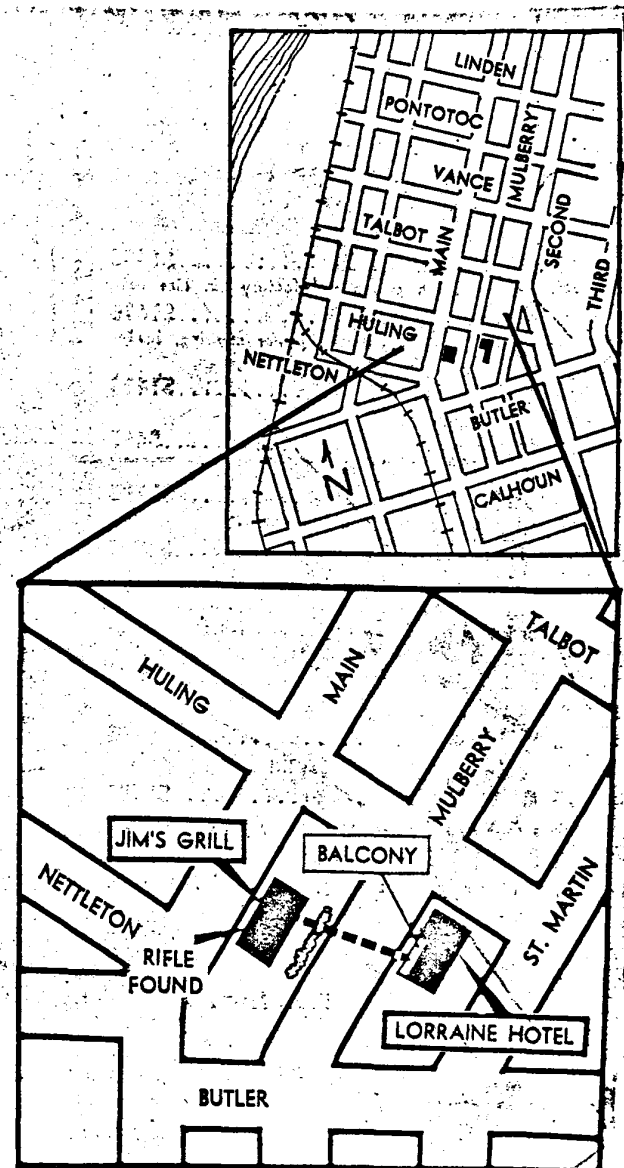 LINDEN
PONTOTOC
MULBERRY
VANCE
TALBOT
MAIN
SECOND
THIRD
HULING
NETTLETON
BUTLER
N
CALHOUN
TALBOT
HULING
MAIN
MULBERRY
JIM'S GRILL
BALCONY
NETTLETON
ST. MARTIN
RIFLE
FOUND
LORRAINE HOTEL
BUTLER